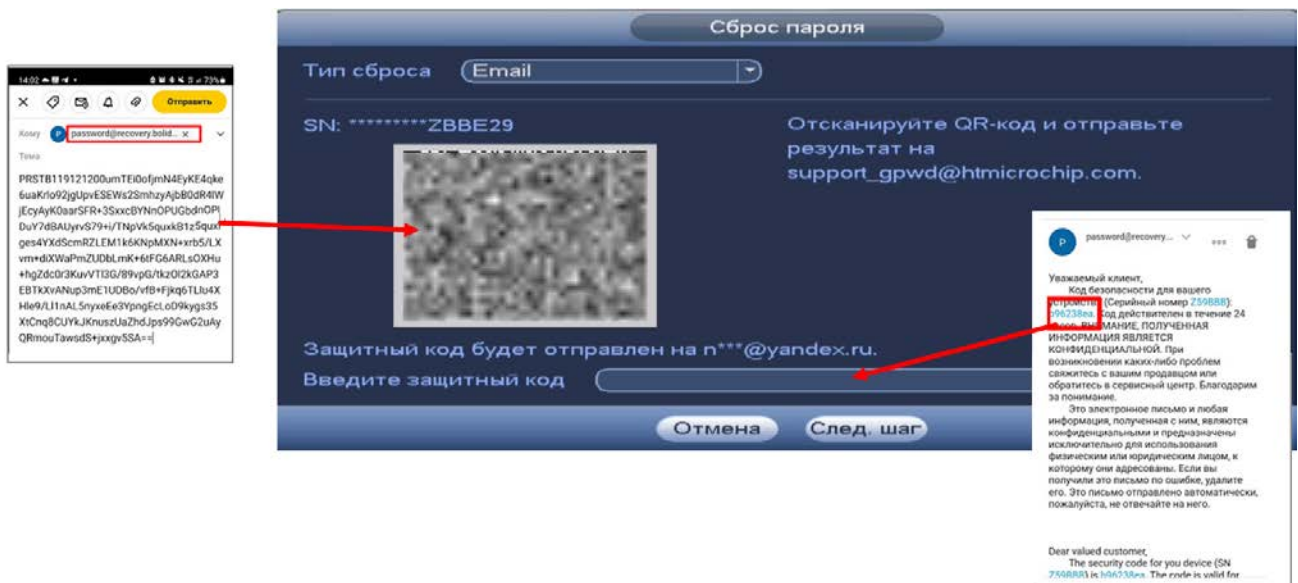 Сброс пароля
Тип сброса
Email
SN: *********ZBBE29
Отсканируйте QR-код и отправьте
результат на
support_gpwd@htmicrochip.com.
Защитный код будет отправлен на n***@yandex.ru.
Введите защитный код
Отмена
След. шаг
14:02
73%
Отправить
Кому
P
password@recovery.bolid...
Тема
PRSTB119121200umTEi0ofjmN4EyKE4qke
6uaKrlo92jgUpvESEWs2SmhzyAjbB0dR4lW
jEcyAyK0aarSFR+3SxxcBYNnOPUGbdnOPl
DuY7dBAUyrvS79+i/TNpVk5quxkB1z5quxl
ges4YXdScmRZLEM1k6KNpMXN+xrb5/LX
vm+diXWaPmZUDbLmK+6tFG6ARLsOXHu
+hgZdc0r3KuvVTl3G/89vpG/tkzOl2kGAP3
EBTkXvANup3mE1UDBo/vfB+Fjkq6TLlu4X
Hle9/Ll1nAL5nyxeEe3YpngEcLoD9kygs35
XtCnq8CUYkJKnuszUaZhdJps99GwG2uAy
QRmouTawsdS+jxxgv5SA==
P
password@recovery...
Уважаемый клиент,
Код безопасности для вашего
устройства (Серийный номер Z59BBB):
b96238ea. Код действителен в течение 24
ВНИМАНИЕ, ПОЛУЧЕННАЯ
ИНФОРМАЦИЯ ЯВЛЯЕТСЯ
КОНФИДЕНЦИАЛЬНОЙ. При
возникновении каких-либо проблем
свяжитесь с вашим продавцом или
обратитесь в сервисный центр. Благодарим
за понимание.
Это электронное письмо и любая
информация, полученная с ним, являются
конфиденциальными и предназначены
исключительно для использования
физическим или юридическим лицом, к
которому они адресованы. Если вы
получили это письмо по ошибке, удалите
его. Это письмо отправлено автоматически,
пожалуйста, не отвечайте на него.
Dear valued customer,
The security code for you device (SN
Z59BBB) is b96238ea. The code is valid for